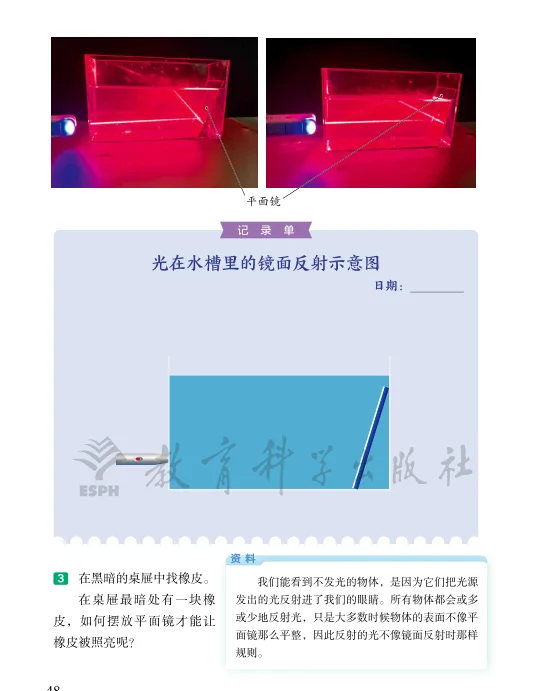 平面镜
记录单
光在水槽里的镜面反射示意图
日期：
ESPH 教育科学出版社
3 在黑暗的桌屉中找橡皮。
在桌屉最暗处有一块橡
皮，如何摆放平面镜才能让
橡皮被照亮呢？
资料
我们能看到不发光的物体，是因为它们把光源
发出的光反射进了我们的眼睛。所有物体都会或多
或少地反射光，只是大多数时候物体的表面不像平
面镜那么平整，因此反射的光不像镜面反射时那样
规则。
48